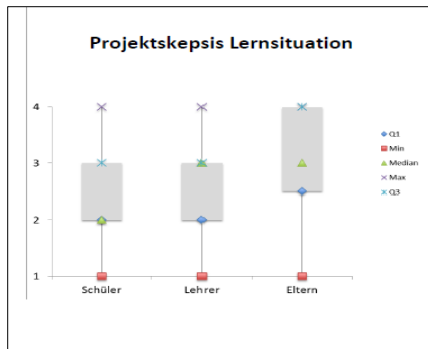 Projektskepsis Lernsituation
4
3
2
1
Schüler Lehrer Eltern
Q1
Min
Median
Max
Q3